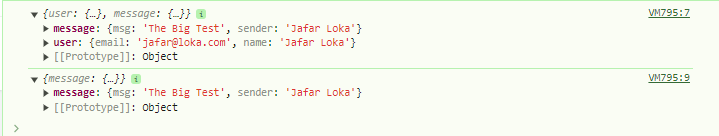 ▼ {user: {…}, message: {…}} i VM795:7
▶ message: {msg: 'The Big Test', sender: 'Jafar Loka'}
▶ user: {email: 'jafar@loka.com', name: 'Jafar Loka'}
▶ [[Prototype]]: Object
▼ {message: {…}} i VM795:9
▶ message: {msg: 'The Big Test', sender: 'Jafar Loka'}
▶ [[Prototype]]: Object
>